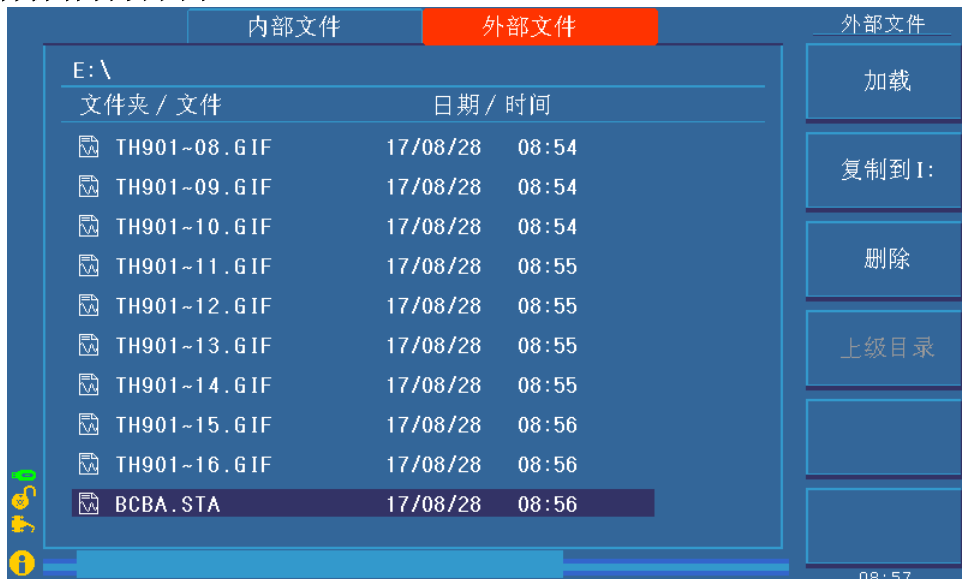 内部文件 外部文件 外部文件
E:\
文件夹/文件 日期/时间
TH901~08.GIF 17/08/28 08:54
TH901~09.GIF 17/08/28 08:54
TH901~10.GIF 17/08/28 08:54
TH901~11.GIF 17/08/28 08:55
TH901~12.GIF 17/08/28 08:55
TH901~13.GIF 17/08/28 08:55
TH901~14.GIF 17/08/28 08:55
TH901~15.GIF 17/08/28 08:56
TH901~16.GIF 17/08/28 08:56
BCBA.STA 17/08/28 08:56
加载
复制到I:
删除
上级目录
08:57